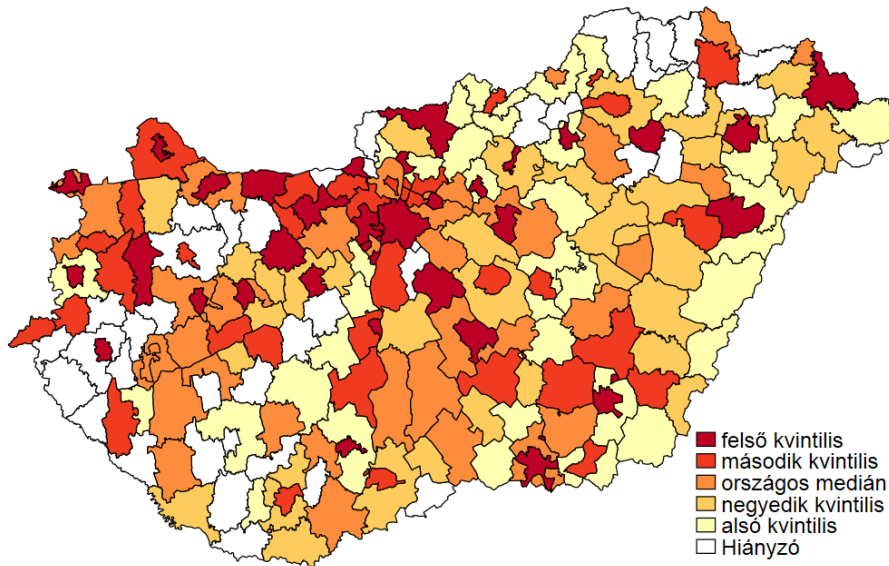 felső kvintilis
második kvintilis
országos medián
negyedik kvintilis
alsó kvintilis
Hiányzó